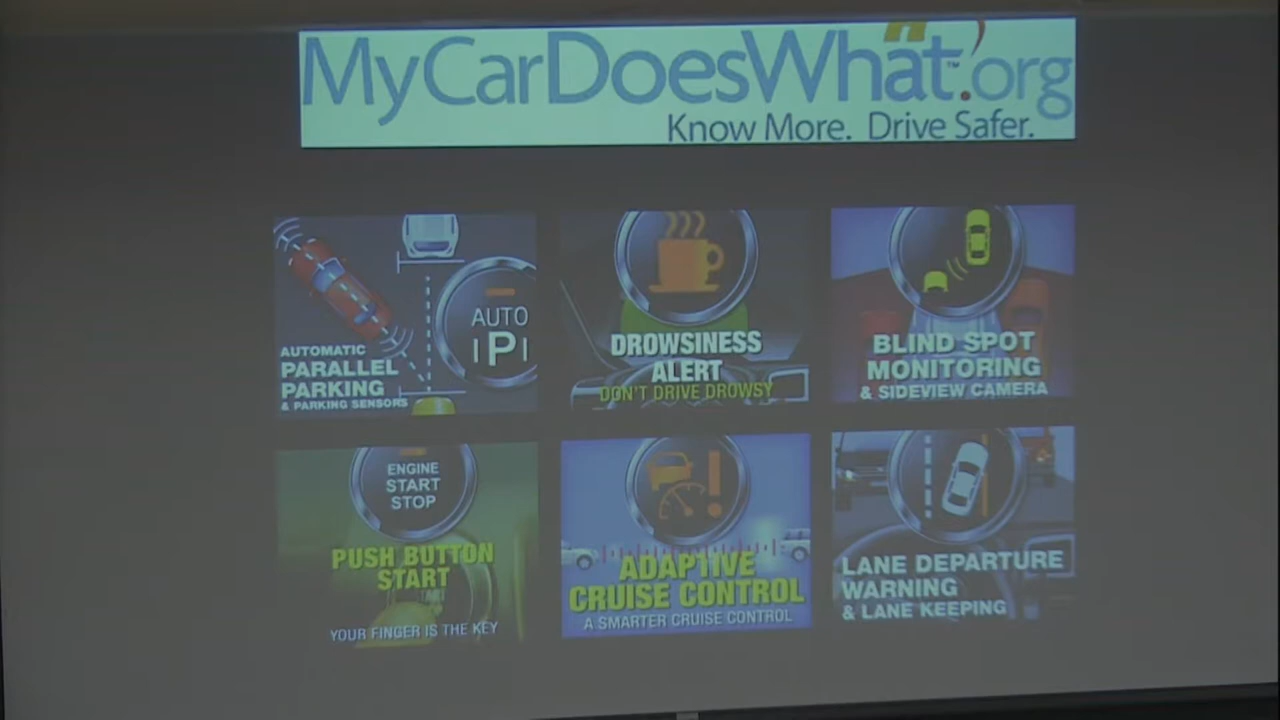 MyCarDoesWhat.org
Know More. Drive Safer.
AUTO
P
AUTOMATIC
PARALLEL
PARKING
& PARKING SENSORS
DROWSINESS
ALERT
DON'T DRIVE DROWSY
BLIND SPOT
MONITORING
& SIDEVIEW CAMERA
ENGINE
START
STOP
PUSH BUTTON
START
YOUR FINGER IS THE KEY
ADAPTIVE
CRUISE CONTROL
A SMARTER CRUISE CONTROL
LANE DEPARTURE
WARNING
& LANE KEEPING